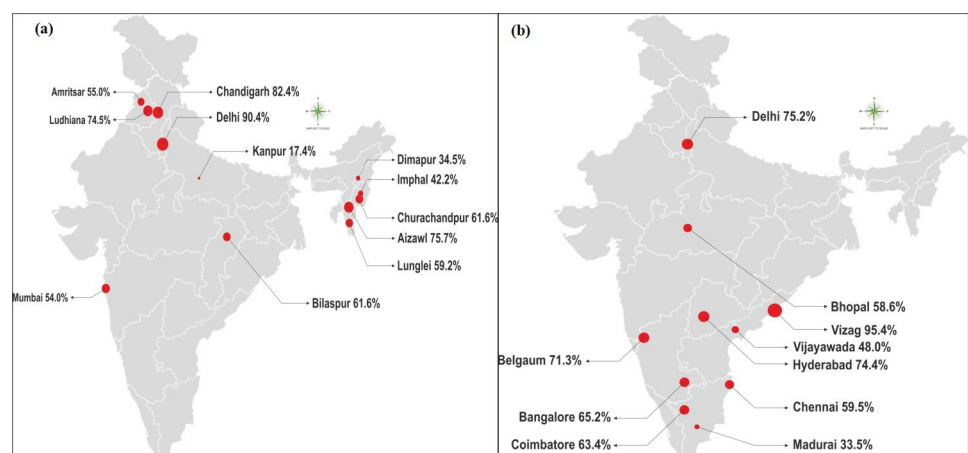 (a)
Amritsar 55.0%
Chandigarh 82.4%
Ludhiana 74.5%
Delhi 90.4%
Kanpur 17.4%
Dimapur 34.5%
Imphal 42.2%
Churachandpur 61.6%
Aizawl 75.7%
Lunglei 59.2%
Mumbai 54.0%
Bilaspur 61.6%
(b)
Delhi 75.2%
Bhopal 58.6%
Vizag 95.4%
Vijayawada 48.0%
Belgaum 71.3%
Hyderabad 74.4%
Chennai 59.5%
Bangalore 65.2%
Coimbatore 63.4%
Madurai 33.5%